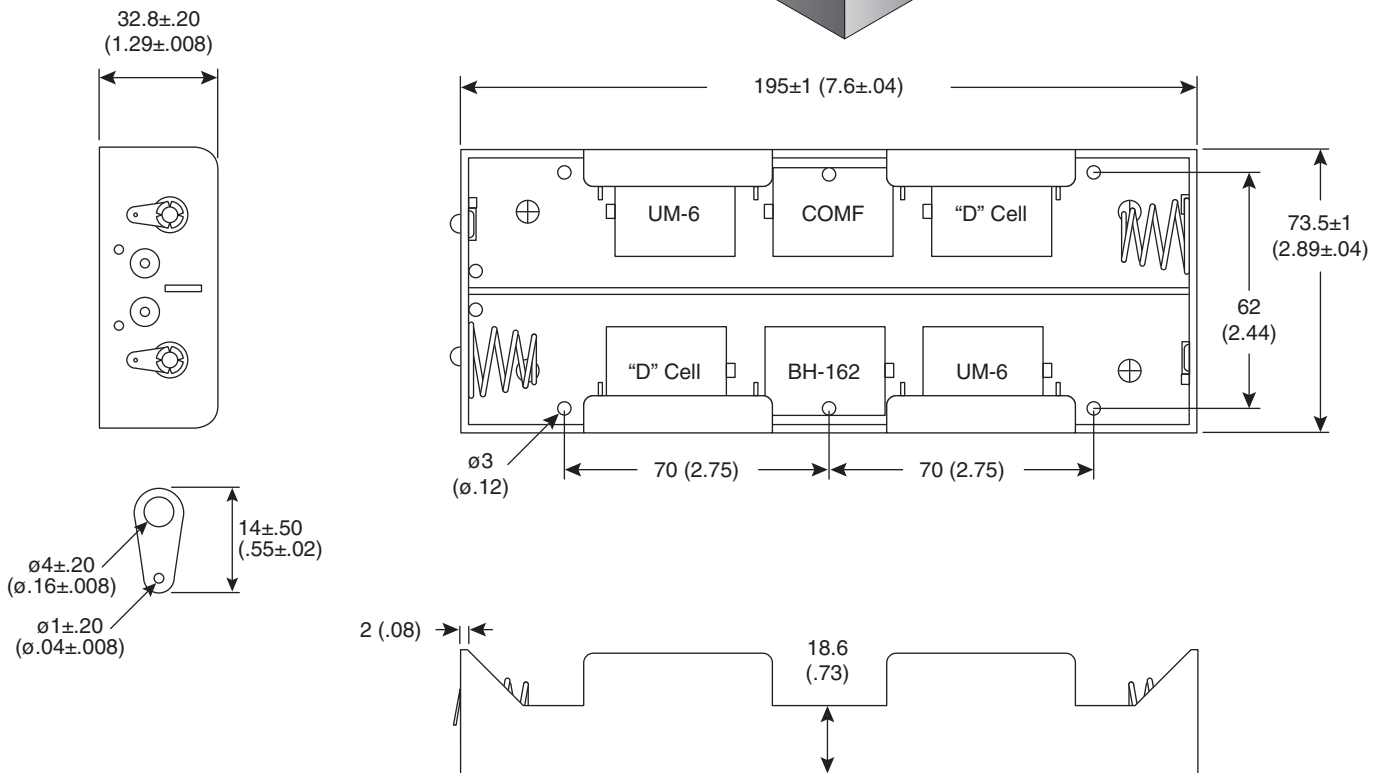 32.8±.20
(1.29±.008)
195±1 (7.6±.04)
UM-6
COMF
“D” Cell
73.5±1
(2.89±.04)
62
(2.44)
“D” Cell
BH-162
UM-6
ø3
(ø.12)
70 (2.75)
70 (2.75)
14±.50
(.55±.02)
ø4±.20
(ø.16±.008)
ø1±.20
(ø.04±.008)
2 (.08)
18.6
(.73)